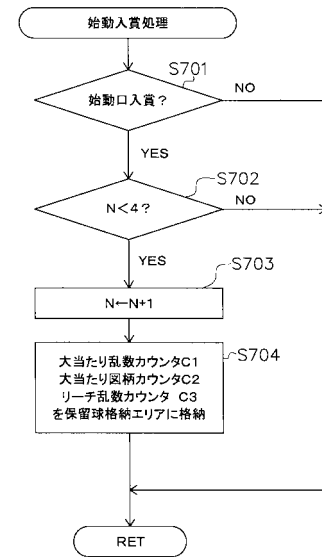 始動入賞処理
S701
始動口入賞？
NO
YES
S702
N<4？
NO
YES
S703
N←N+1
S704
大当たり乱数カウンタC1
大当たり図柄カウンタC2
リーチ乱数カウンタ C3
を保留球格納エリアに格納
RET